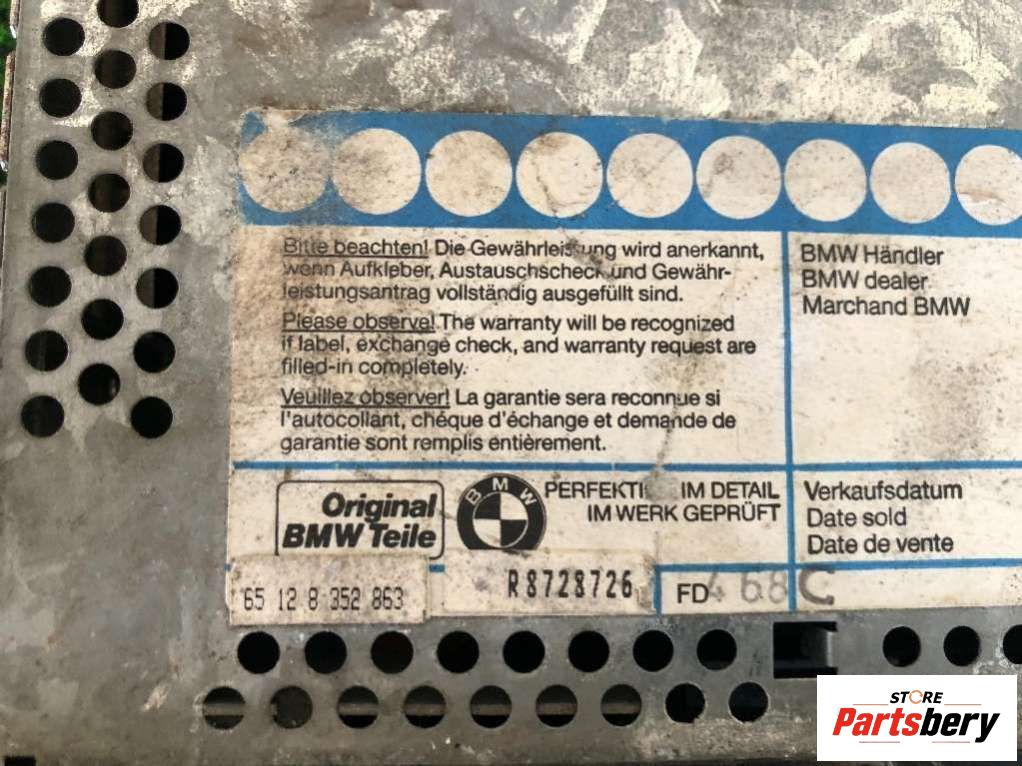 Bitte beachten! Die Gewährleistung wird anerkannt,
wenn Aufkleber, Austauschscheck und Gewähr-
leistungsantrag vollständig ausgefüllt sind.
Please observe! The warranty will be recognized
if label, exchange check, and warranty request are
filled-in completely.
Veuillez observer! La garantie sera reconnue si
l'autocollant, chéque d'échange et demande de
garantie sont remplis entièrement.
BMW Händler
BMW dealer
Marchand BMW
Original
BMW Teile
BMW
PERFEKTION IM DETAIL
IM WERK GEPRÜFT
Verkaufsdatum
Date sold
Date de vente
65 12 8 352 863
R8728726
FD 468 C
STORE
Partsbery